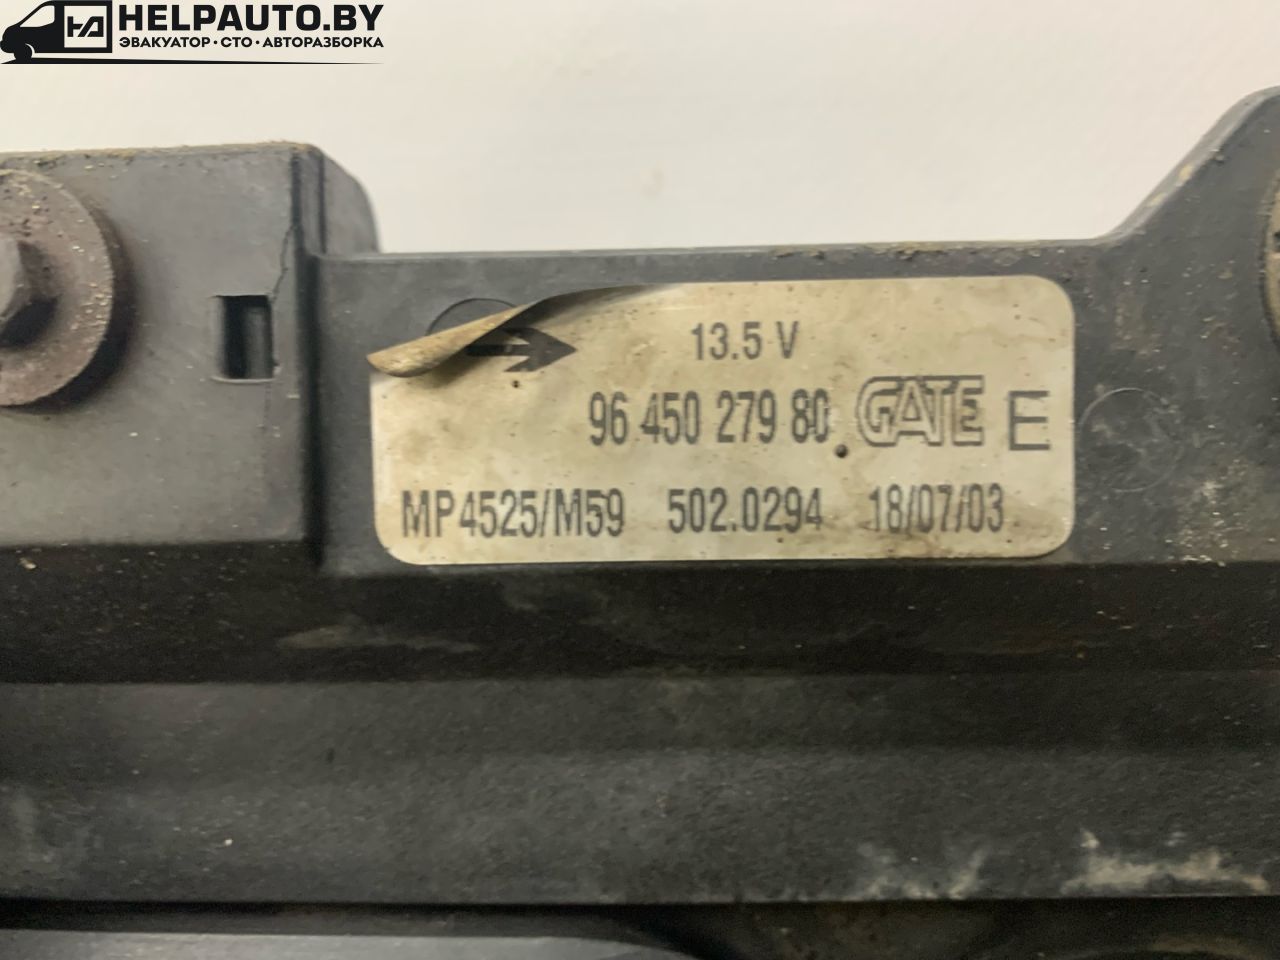 HELPAUTO.BY
ЭВАКУАТОР · СТО · АВТОРАЗБОРКА
13.5 V
96 450 279 80 GATE E
MP4525/M59 502.0294 18/07/03